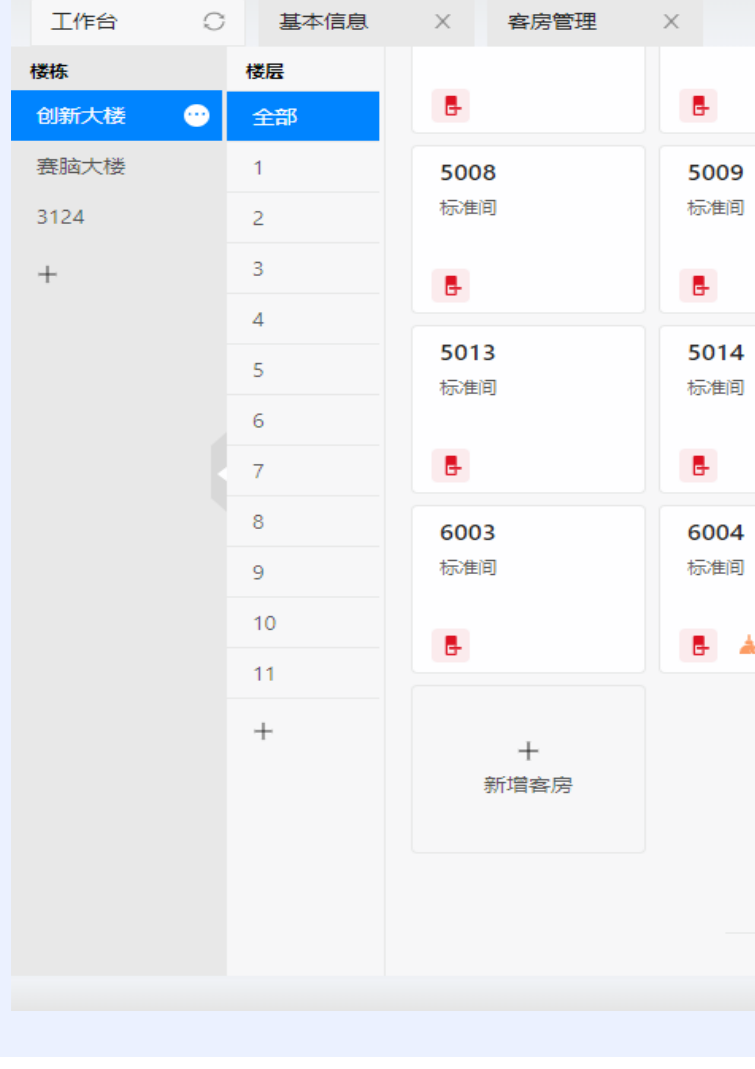 工作台
基本信息
客房管理
楼栋
创新大楼
赛脑大楼
3124
楼层
全部
1
2
3
4
5
6
7
8
9
10
11
5008
标准间
5009
标准间
5013
标准间
5014
标准间
6003
标准间
6004
标准间
新增客房